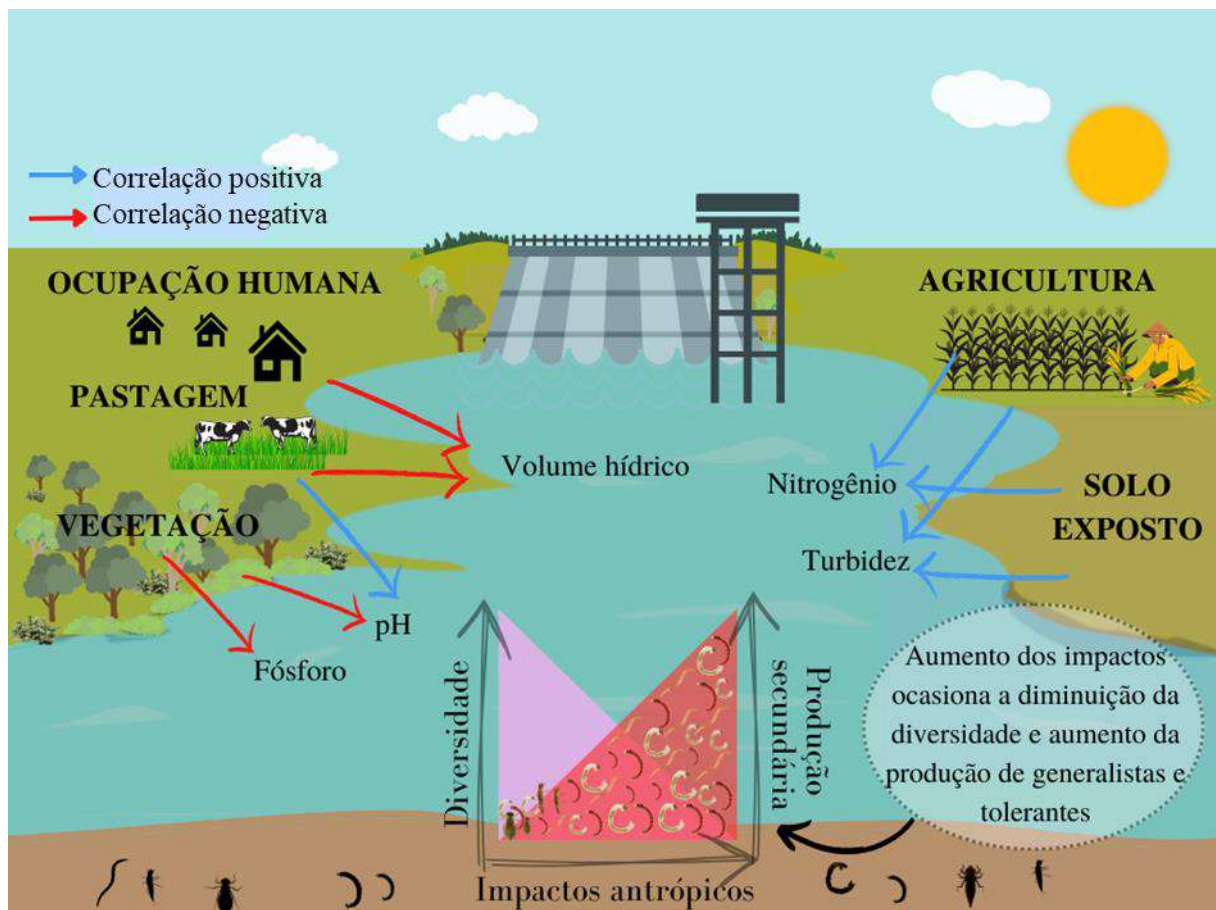 Correlação positiva
Correlação negativa
OCUPAÇÃO HUMANA
PASTAGEM
VEGETAÇÃO
AGRICULTURA
SOLO
EXPOSTO
Volume hídrico
Nitrogênio
Turbidez
pH
Fósforo
Diversidade
Produção
secundária
Impactos antrópicos
Aumento dos impactos
ocasiona a diminuição da
diversidade e aumento da
produção de generalistas e
tolerantes